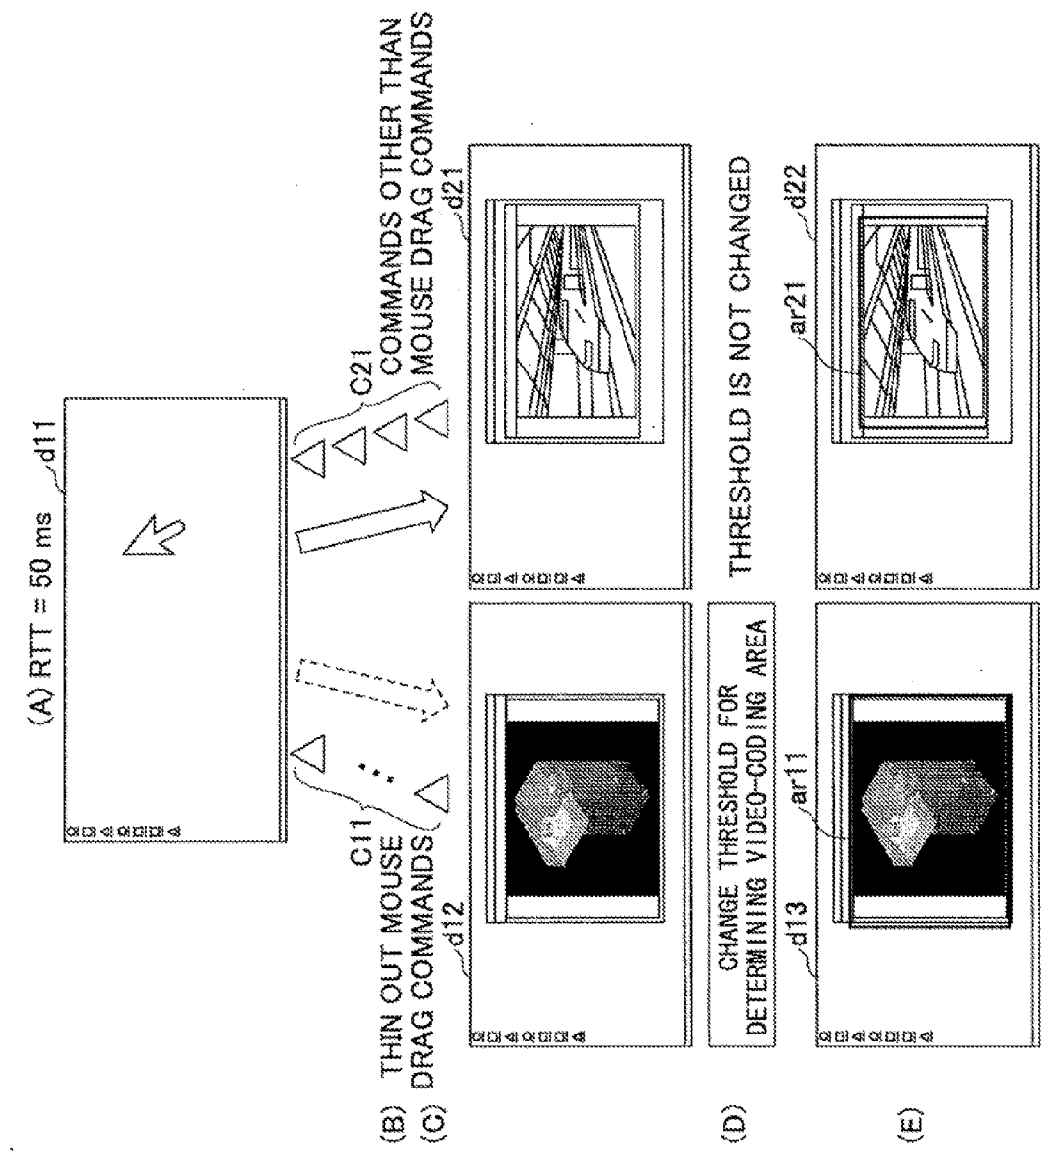 (A) RTT = 50 ms
d11
(B)
THIN OUT MOUSE
DRAG COMMANDS
C11
C21
COMMANDS OTHER THAN
MOUSE DRAG COMMANDS
(C)
d12
d21
(D)
CHANGE THRESHOLD FOR
DETERMINING VIDEO-CODING AREA
THRESHOLD IS NOT CHANGED
(E)
d13
ar11
ar21
d22